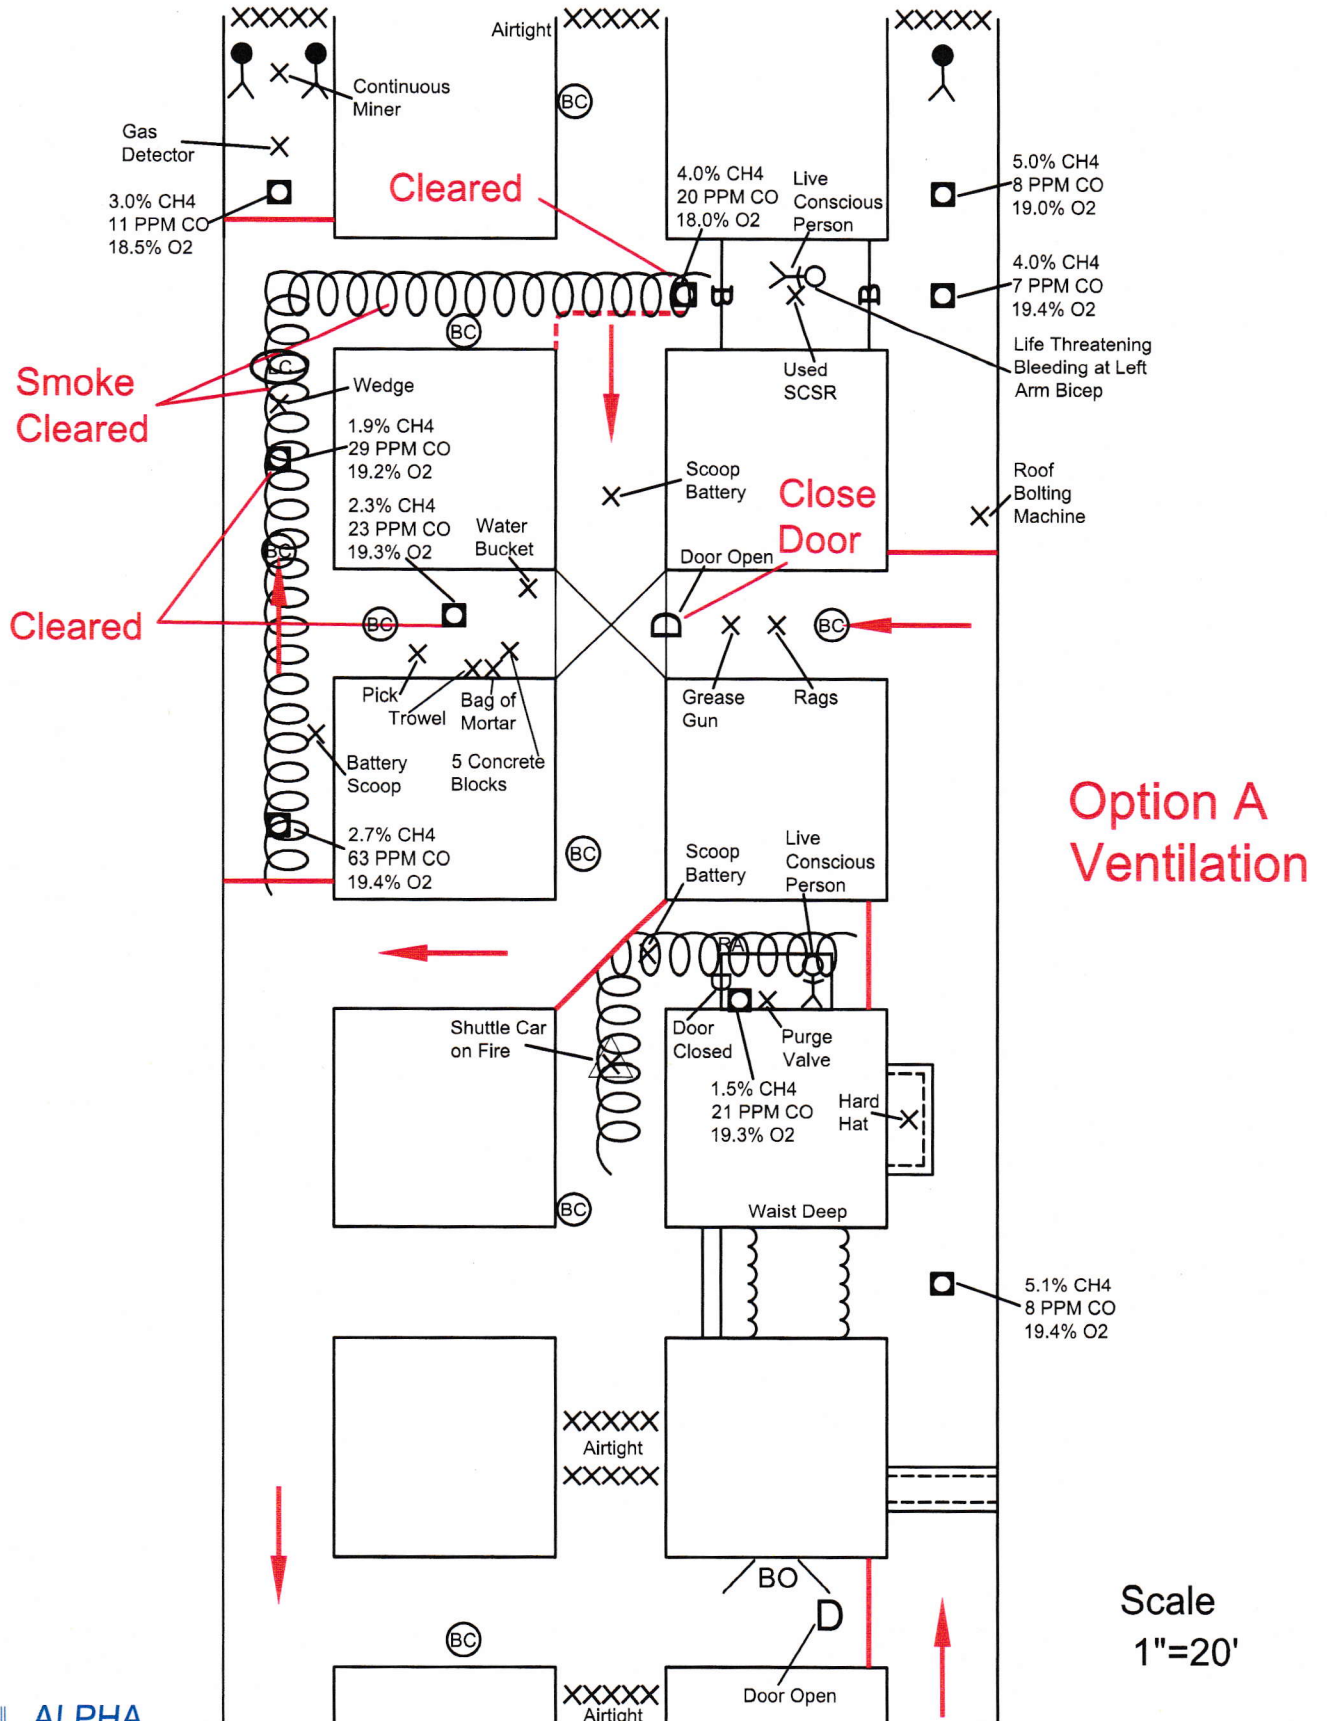 XXXXX
XXXXX
XXXXX
Airtight
Continuous
Miner
BC
Gas
Detector
3.0% CH4
11 PPM CO
18.5% O2
Cleared
4.0% CH4
20 PPM CO
18.0% O2
Live
Conscious
Person
5.0% CH4
8 PPM CO
19.0% O2
4.0% CH4
7 PPM CO
19.4% O2
B
B
BC
Life Threatening
Bleeding at Left
Arm Bicep
Used
SCSR
Smoke
Cleared
Wedge
1.9% CH4
29 PPM CO
19.2% O2
2.3% CH4
23 PPM CO
19.3% O2
Water
Bucket
Scoop
Battery
Close
Door
Roof
Bolting
Machine
BC
Door Open
Cleared
BC
D
BC
Pick
Trowel
Bag of
Mortar
5 Concrete
Blocks
Grease
Gun
Rags
Battery
Scoop
Option A
Ventilation
2.7% CH4
63 PPM CO
19.4% O2
BC
Scoop
Battery
Live
Conscious
Person
RA
Shuttle Car
on Fire
Door
Closed
Purge
Valve
1.5% CH4
21 PPM CO
19.3% O2
Hard
Hat
BC
Waist Deep
5.1% CH4
8 PPM CO
19.4% O2
XXXXX
Airtight
XXXXX
BO
D
Scale
1"=20'
BC
Door Open
XXXXX
Airtight
ALPHA